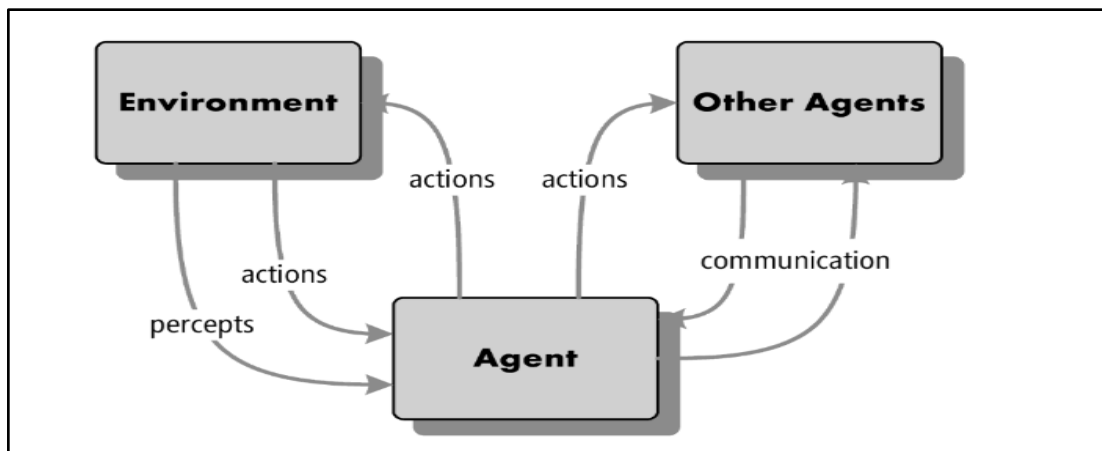 Environment
Other Agents
actions
actions
communication
actions
percepts
Agent